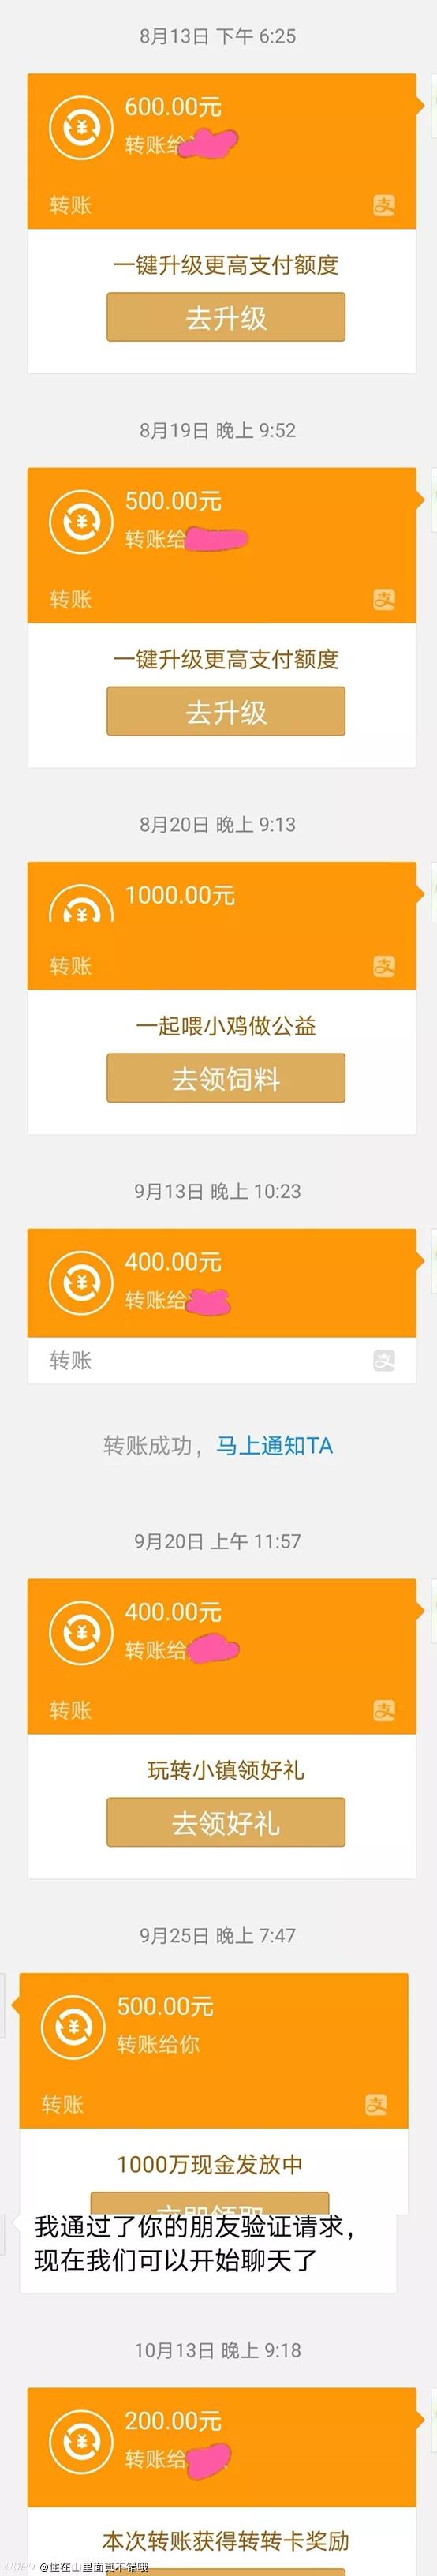 8月13日 下午 6:25
600.00元
转账给
转账
支
一键升级更高支付额度
去升级
8月19日 晚上 9:52
500.00元
转账给
转账
支
一键升级更高支付额度
去升级
8月20日 晚上 9:13
1000.00元
转账
支
一起喂小鸡做公益
去领饲料
9月13日 晚上 10:23
400.00元
转账给
转账
支
转账成功，马上通知TA
9月20日 上午 11:57
400.00元
转账给
转账
支
玩转小镇领好礼
去领好礼
9月25日 晚上 7:47
500.00元
转账给你
转账
支
1000万现金发放中
我通过了你的朋友验证请求，
现在我们可以开始聊天了
10月13日 晚上 9:18
200.00元
转账给
本次转账获得转转卡奖励
HUPU @住在山里面真不错哦